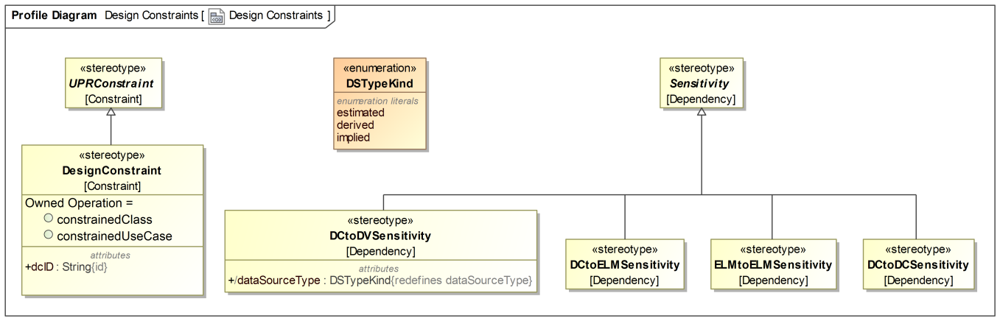 Profile Diagram Design Constraints [ Design Constraints ]
«stereotype»
UPRConstraint
[Constraint]
«enumeration»
DSTypeKind
enumeration literals
estimated
derived
implied
«stereotype»
Sensitivity
[Dependency]
«stereotype»
DesignConstraint
[Constraint]
Owned Operation =
constrainedClass
constrainedUseCase
attributes
+dcID : String{id}
«stereotype»
DCtoDVSensitivity
[Dependency]
attributes
+/dataSourceType : DSTypeKind{redefines dataSourceType}
«stereotype»
DCtoELMSensitivity
[Dependency]
«stereotype»
ELMtoELMSensitivity
[Dependency]
«stereotype»
DCtoDCSensitivity
[Dependency]